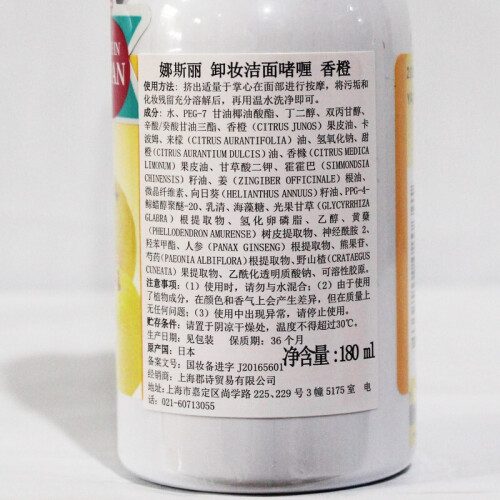 娜斯丽 卸妆洁面啫喱 香橙
使用方法：挤出适量于掌心在面部进行按摩，将污垢和
化妆残留充分溶解后，再用温水洗净即可。
成分：水、PEG-7 甘油椰油酸酯、丁二醇、双丙甘醇、
辛酸/癸酸甘油三酯、香橙（CITRUS JUNOS）果皮油、卡
波姆、来檬（CITRUS AURANTIFOLIA）油、氢氧化钠、甜
橙（CITRUS AURANTIUM DULCIS）油、香橼（CITRUS MEDICA
LIMONUM）果皮油、甘草酸二钾、霍霍巴（SIMMONDSIA
CHINENSIS）籽油、姜（ZINGIBER OFFICINALE）根油、
微晶纤维素、向日葵（HELIANTHUS ANNUUS）籽油、PPG-4-
鲸蜡醇聚醚-20、乳清、海藻糖、光果甘草(GLYCYRRHIZA
GLABRA）根提取物、氢化卵磷脂、乙醇、黄檗
（PHELLODENDRON AMURENSE）树皮提取物、神经酰胺 2、
羟苯甲酯、人参（PANAX GINSENG）根提取物、熊果苷、
芍药(PAEONIA ALBIFLORA)根提取物、野山楂(CRATAEGUS
CUNEATA）果提取物、乙酰化透明质酸钠、可溶性胶原。
注意事项：（1）使用时，请勿与水混合；（2）由于使用
了植物成分，在颜色和香气上会产生差异，但在质量上
无任何问题；（3）使用中出现异常，请停止使用。
贮存条件：请置于阴凉干燥处，温度不得超过30℃。
生产日期：见包装 保质期：36 个月
原产国：日本 净含量:180 ml
备案文号：国妆备进字 J20165601
经销商：上海郡诗贸易有限公司
地址：上海市嘉定区尚学路 225、229 号 3 幢 5175 室 电
话：021-60713055